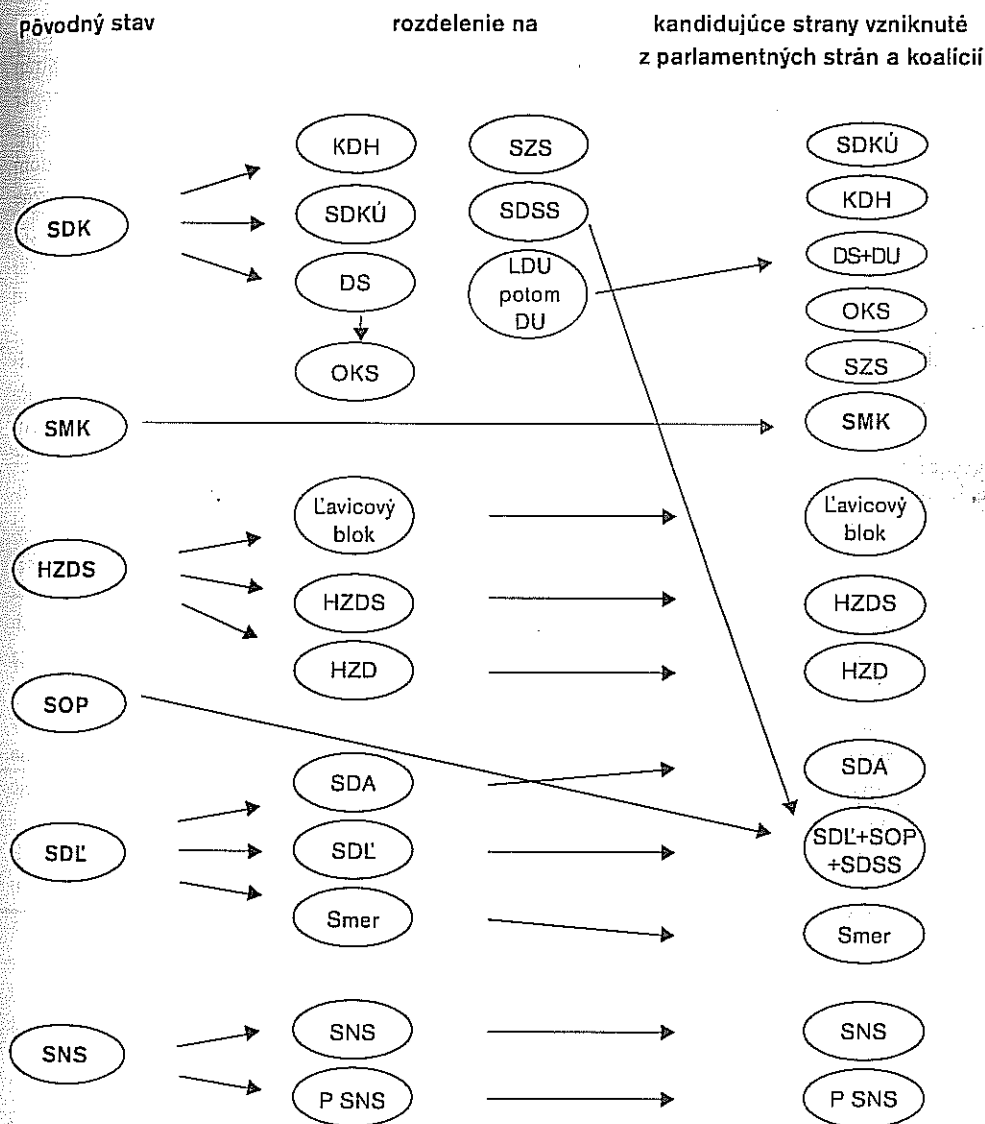 Pôvodný stav
rozdelenie na
kandidujúce strany vzniknuté
z parlamentných strán a koalícií
SDK
KDH
SZS
SDKÚ
SDKÚ
SDSS
KDH
DS
LDU
potom
DU
DS+DU
OKS
OKS
SZS
SMK
SMK
HZDS
Ľavicový
blok
Ľavicový
blok
HZDS
HZDS
HZD
HZD
SOP
SDĽ
SDA
SDA
SDĽ
SDĽ+SOP
+SDSS
Smer
Smer
SNS
SNS
SNS
P SNS
P SNS